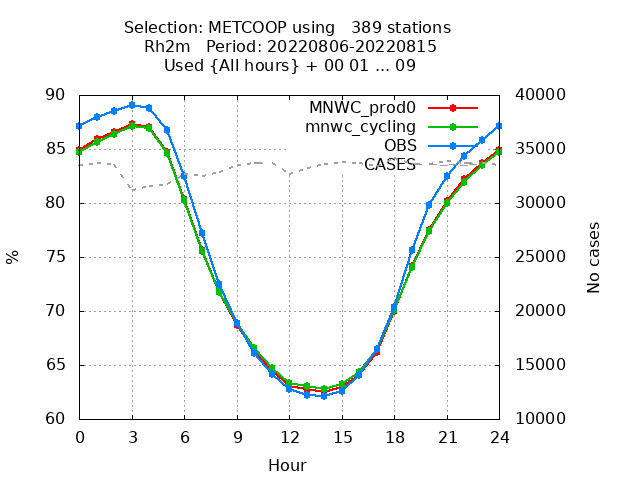 Selection: METCOOP using 389 stations
Rh2m Period: 20220806-20220815
Used {All hours} + 00 01 ... 09
90 40000
MNWC_prod0
mnwc_cycling
OBS
CASES
85 35000
80 30000
75 25000
70 20000
65 15000
60 10000
%
No cases
0 3 6 9 12 15 18 21 24
Hour